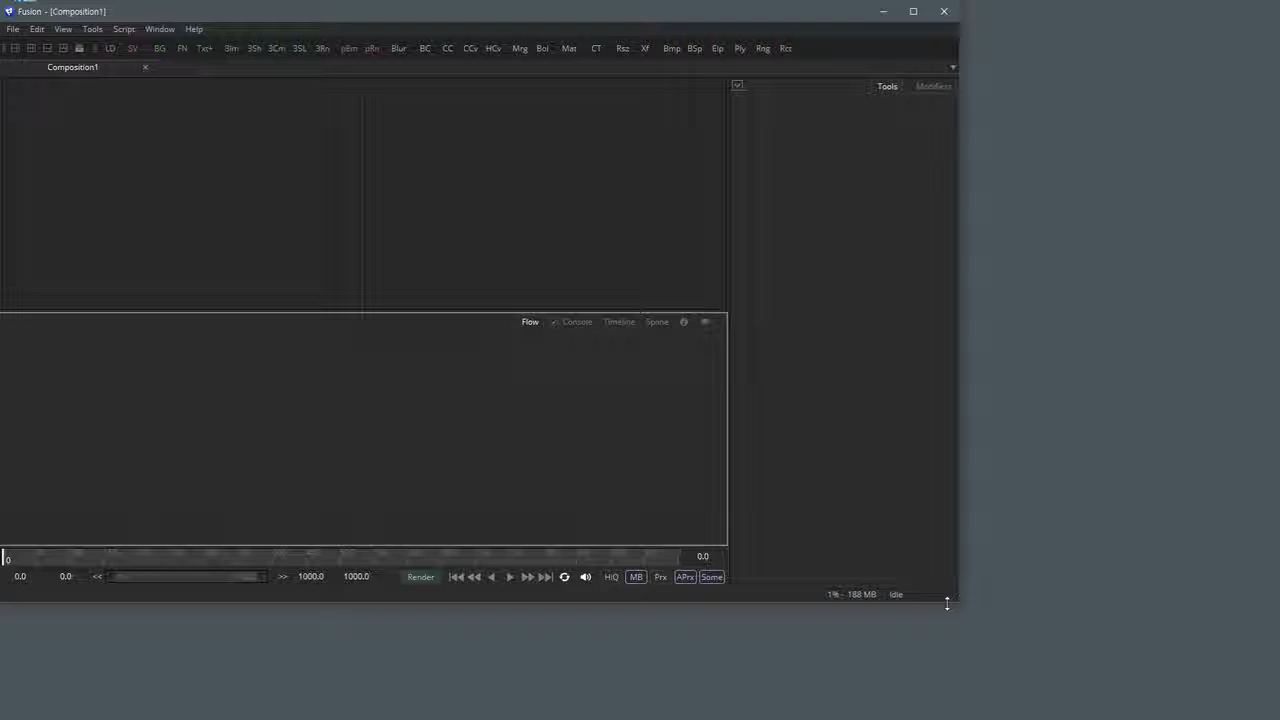 Fusion - [Composition1]
File Edit View Tools Script Window Help
LD SV BG FN Txt+ 3Im 3Sh 3Cm 3SL 3Rn pEm pRn Blur BC CC CCv HCv Mrg Bol Mat CT Rsz Xf Bmp BSp Elp Ply Rng Rct
Composition1
Tools Modifiers
Flow Console Timeline Spline
0 0.0
0.0 0.0 << >> 1000.0 1000.0 Render HiQ MB Prx APrx Some
1% - 188 MB Idle